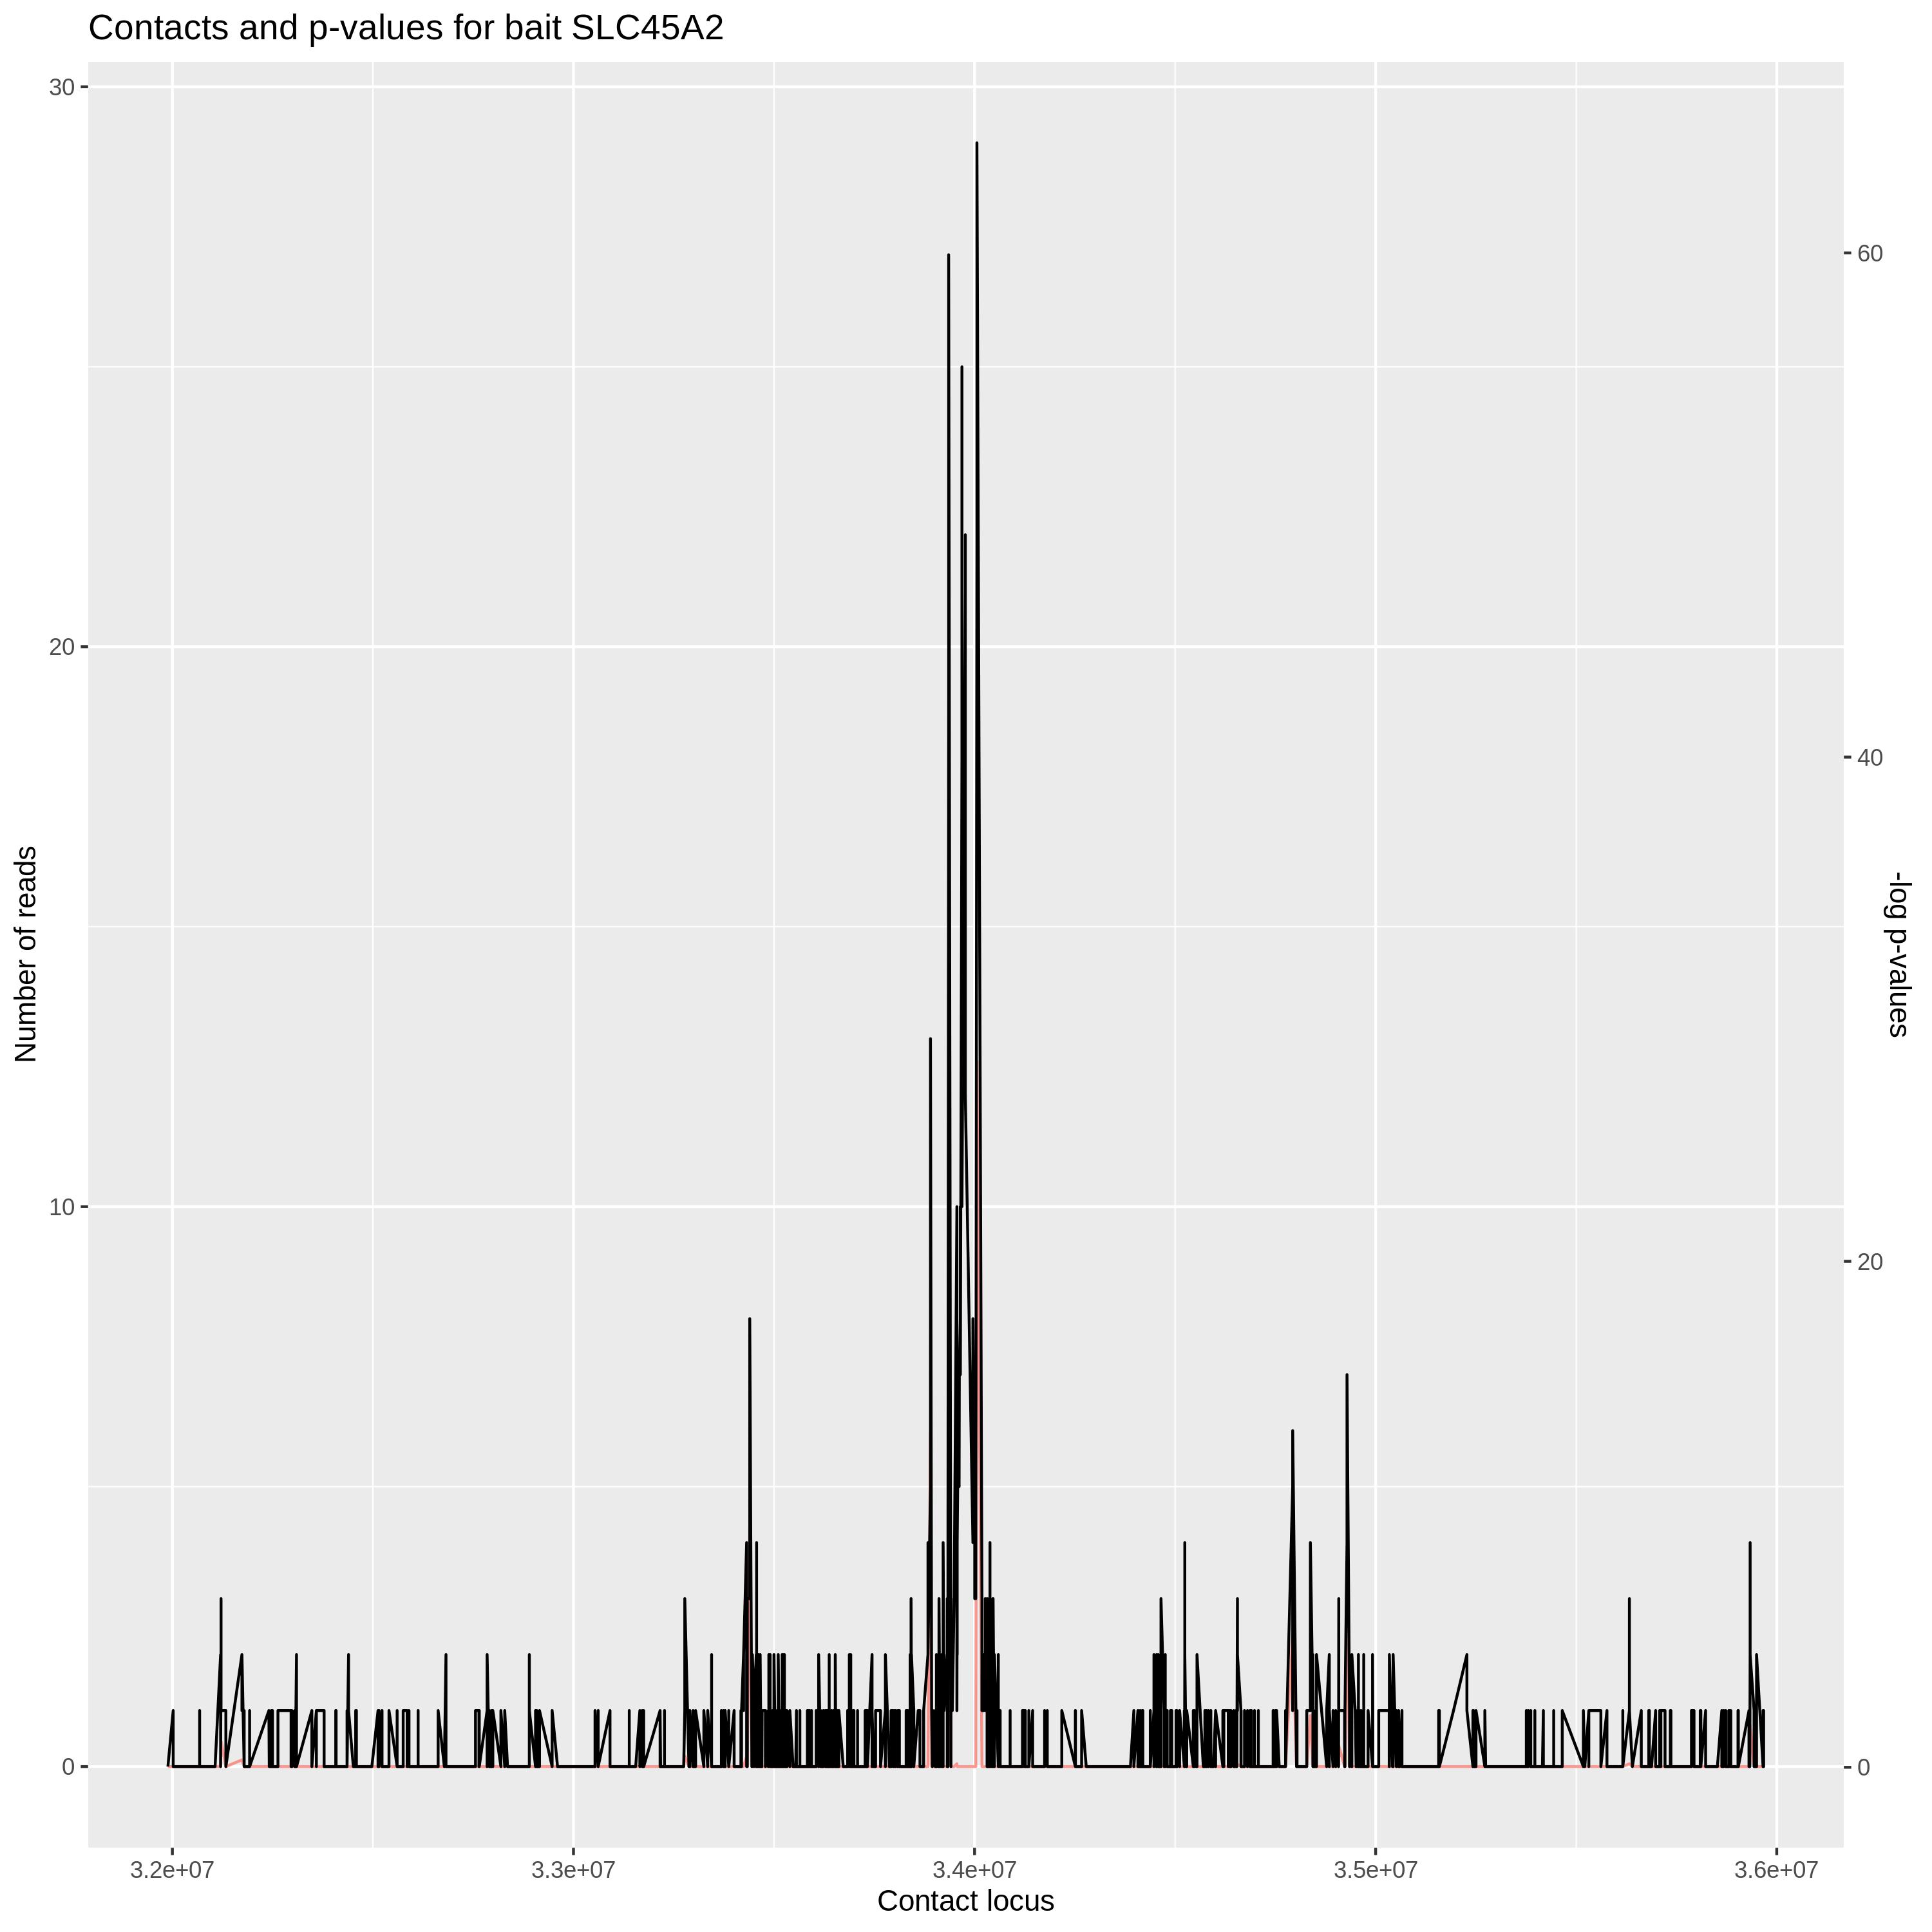 Contacts and p-values for bait SLC45A2
30
20
10
0
Number of reads
60
40
20
0
-log p-values
3.2e+07 3.3e+07 3.4e+07 3.5e+07 3.6e+07
Contact locus